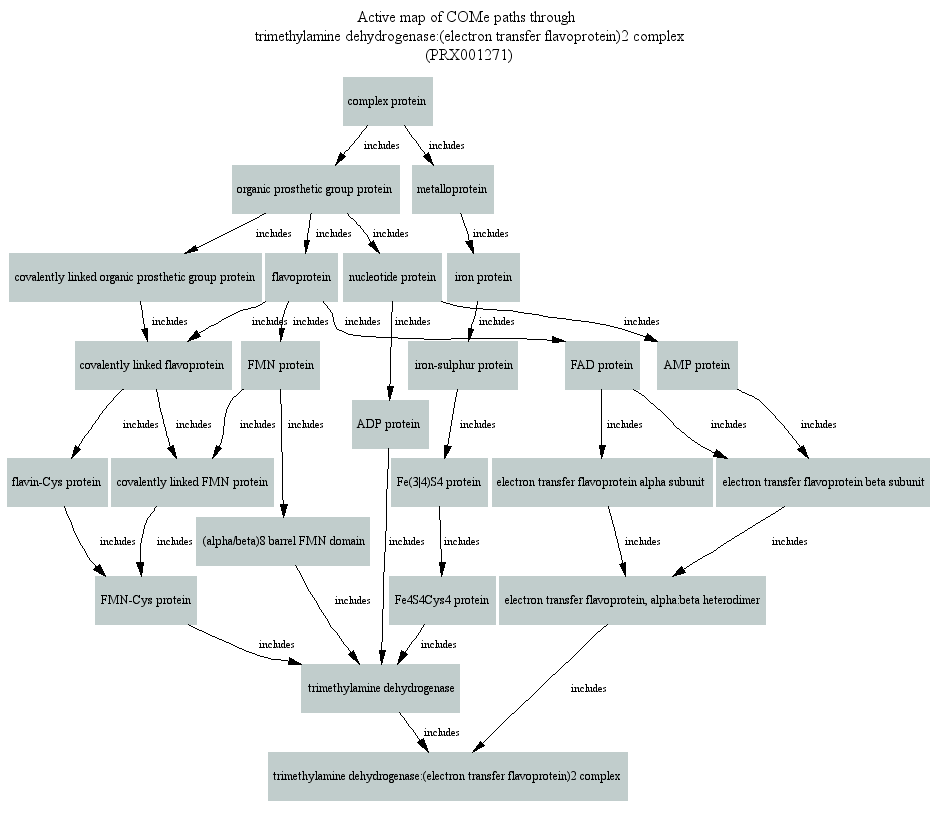 Active map of COMe paths through
trimethylamine dehydrogenase:(electron transfer flavoprotein)2 complex
(PRX001271)
complex protein
includes
includes
organic prosthetic group protein
metalloprotein
includes
includes
includes
includes
covalently linked organic prosthetic group protein
flavoprotein
nucleotide protein
iron protein
includes
includes
includes
includes
includes
includes
includes
covalently linked flavoprotein
FMN protein
iron-sulphur protein
FAD protein
AMP protein
includes
includes
includes
includes
ADP protein
includes
includes
includes
includes
flavin-Cys protein
covalently linked FMN protein
Fe(3|4)S4 protein
electron transfer flavoprotein alpha subunit
electron transfer flavoprotein beta subunit
includes
includes
(alpha/beta)8 barrel FMN domain
includes
includes
includes
includes
FMN-Cys protein
includes
Fe4S4Cys4 protein
electron transfer flavoprotein, alpha:beta heterodimer
includes
includes
trimethylamine dehydrogenase
includes
includes
trimethylamine dehydrogenase:(electron transfer flavoprotein)2 complex